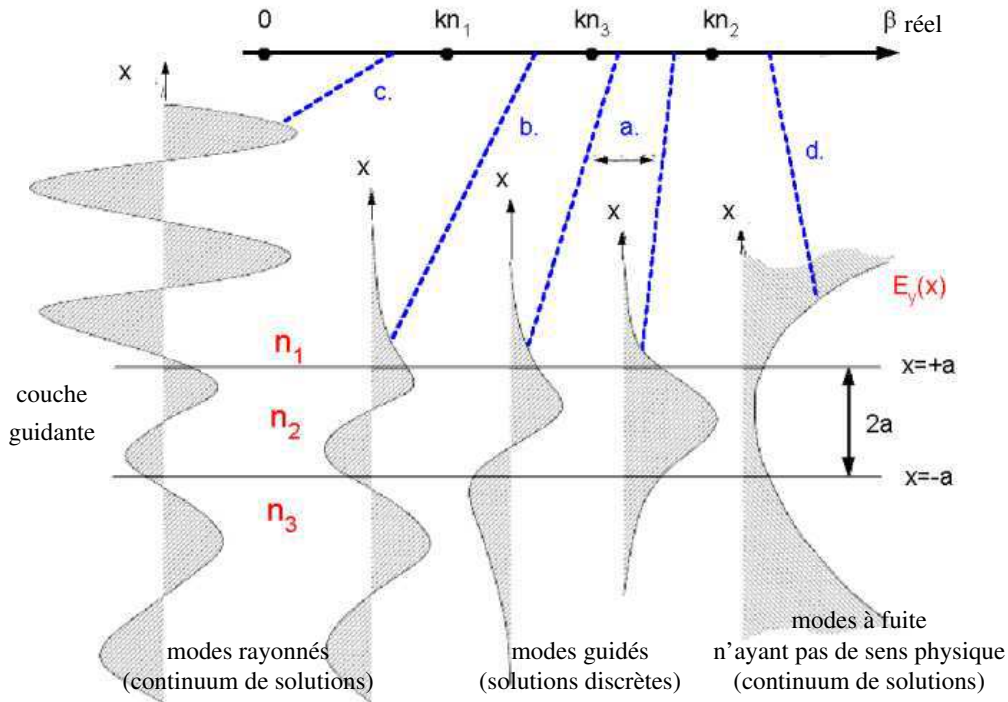 0 kn₁ kn₃ kn₂ β réel
x
c. b. a. d.
x x x x
E_y(x)
n₁
x=+a
couche
guidante
n₂
2a
x=-a
n₃
modes à fuite
modes rayonnés modes guidés n'ayant pas de sens physique
(continuum de solutions) (solutions discrètes) (continuum de solutions)